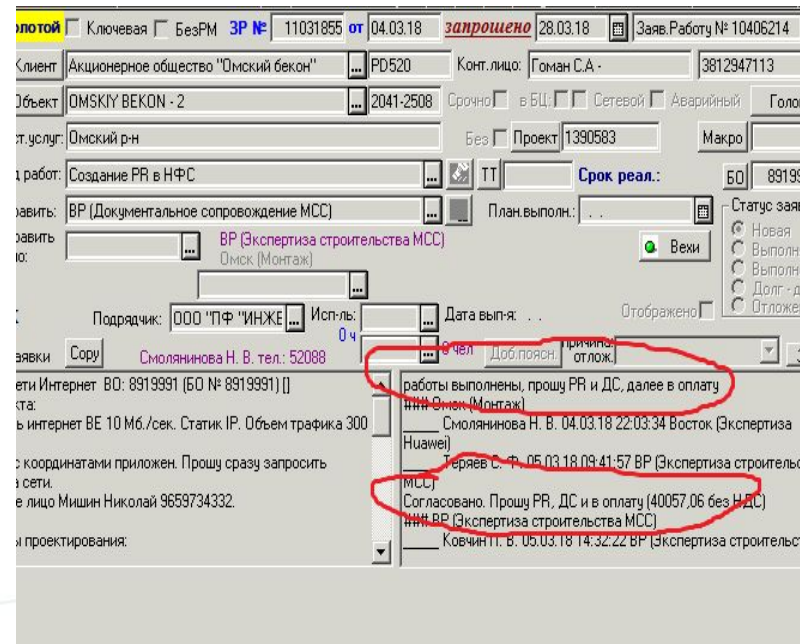 олотой Ключевая БезРМ ЗР № 11031855 от 04.03.18 запрошено 28.03.18 Заяв.Работу № 10406214
Клиент Акционерное общество "Омский бекон" ... PD520 Конт.лицо: Гоман С.А - 3812947113
Объект OMSKIY BEKON - 2 ... 2041-2508 Срочно в БЦ: Сетевой Аварийный Голо
ст.услуг: Омский р-н Без Проект 1390583 Макро
д работ: Создание PR в НФС ... ТТ Срок реал.: БО 89199
равить: ВР (Документальное сопровождение МСС) ... План.выполн.: . . Статус заяв
равить ... ВР (Экспертиза строительства МСС) Вехи Новая
но: Омск (Монтаж) Выполн
... Выполн
Долг - д
Подрядчик: ООО "ПФ "ИНЖЕ ... Исп-ль: Дата вып-я: . . Отображено Отложе
0 ч
аявки Copy Смолянинова Н. В. тел.: 52088 ... 0 чел Доб.поясн. Причина отлож.
ети Интернет ВО: 8919991 (БО № 8919991) []
кта:
ь интернет ВЕ 10 Мб./сек. Статик IP. Объем трафика 300
с координатами приложен. Прошу сразу запросить
а сети.
е лицо Мишин Николай 9659734332.
ы проектирования:
работы выполнены, прошу PR и ДС, далее в оплату
### Омск (Монтаж)
____ Смолянинова Н. В. 04.03.18 22:03:34 Восток (Экспертиза
Huawei)
____ Теряев С. Ф. 05.03.18 09:41:57 ВР (Экспертиза строительс
МСС)
Согласовано. Прошу PR, ДС и в оплату (40057,06 без НДС)
### ВР (Экспертиза строительства МСС)
____ Ковчин П. В. 05.03.18 14:32:22 ВР (Экспертиза строительст